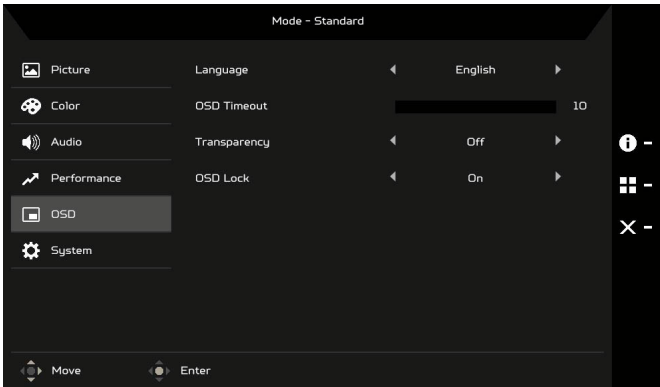 Mode - Standard
Picture
Language English
Color
OSD Timeout 10
Audio
Transparency Off
Performance
OSD Lock On
OSD
System
Move Enter